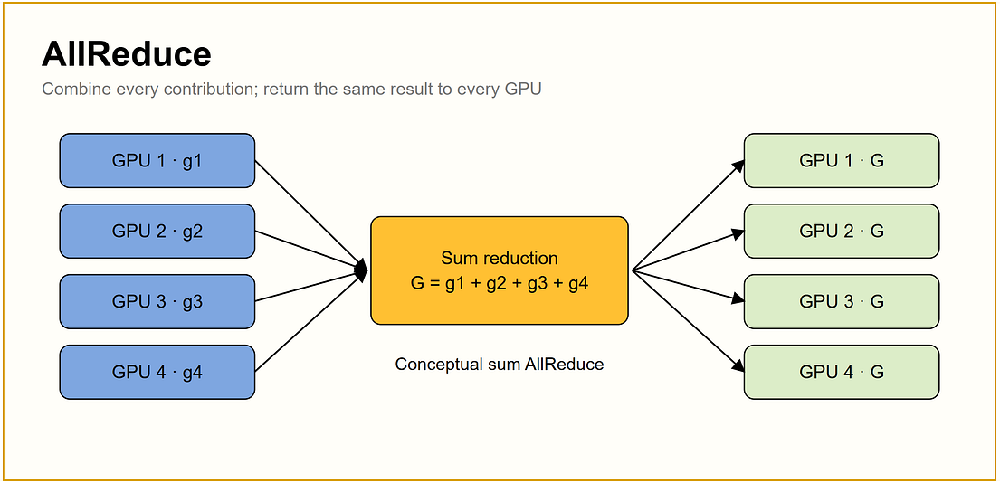 AllReduce
Combine every contribution; return the same result to every GPU
GPU 1 · g1
GPU 2 · g2
GPU 3 · g3
GPU 4 · g4
Sum reduction
G = g1 + g2 + g3 + g4
Conceptual sum AllReduce
GPU 1 · G
GPU 2 · G
GPU 3 · G
GPU 4 · G